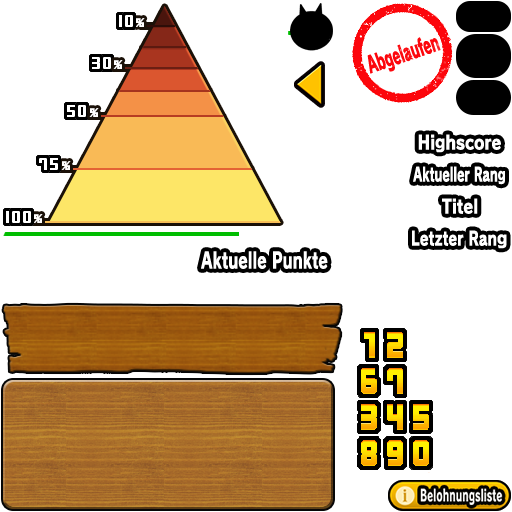 10%
30%
50%
75%
100%
Abgelaufen
Highscore
Aktueller Rang
Titel
Letzter Rang
Aktuelle Punkte
12
67
345
890
i Belohnungsliste